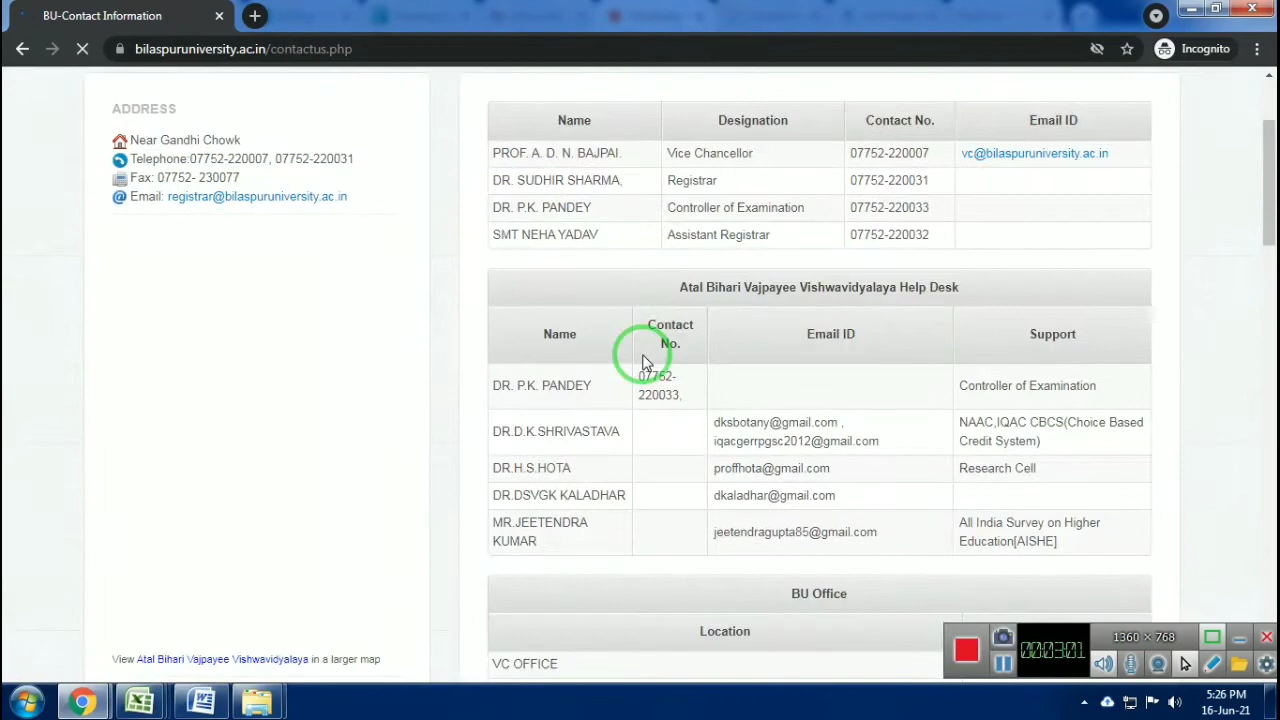 BU-Contact Information
bilaspuruniversity.ac.in/contactus.php
Incognito
ADDRESS
Near Gandhi Chowk
Telephone:07752-220007, 07752-220031
Fax: 07752- 230077
Email: registrar@bilaspuruniversity.ac.in
View Atal Bihari Vajpayee Vishwavidyalaya in a larger map
Name Designation Contact No. Email ID
PROF. A. D. N. BAJPAI. Vice Chancellor 07752-220007 vc@bilaspuruniversity.ac.in
DR. SUDHIR SHARMA, Registrar 07752-220031
DR. P.K. PANDEY Controller of Examination 07752-220033
SMT NEHA YADAV Assistant Registrar 07752-220032
Atal Bihari Vajpayee Vishwavidyalaya Help Desk
Name Contact No. Email ID Support
DR. P.K. PANDEY 07752-220033, Controller of Examination
DR.D.K.SHRIVASTAVA dksbotany@gmail.com , iqacgerrpgsc2012@gmail.com NAAC,IQAC CBCS(Choice Based Credit System)
DR.H.S.HOTA proffhota@gmail.com Research Cell
DR.DSVGK KALADHAR dkaladhar@gmail.com
MR.JEETENDRA KUMAR jeetendragupta85@gmail.com All India Survey on Higher Education[AISHE]
BU Office
Location
VC OFFICE
1360 × 768
00:03:01
5:26 PM
16-Jun-21